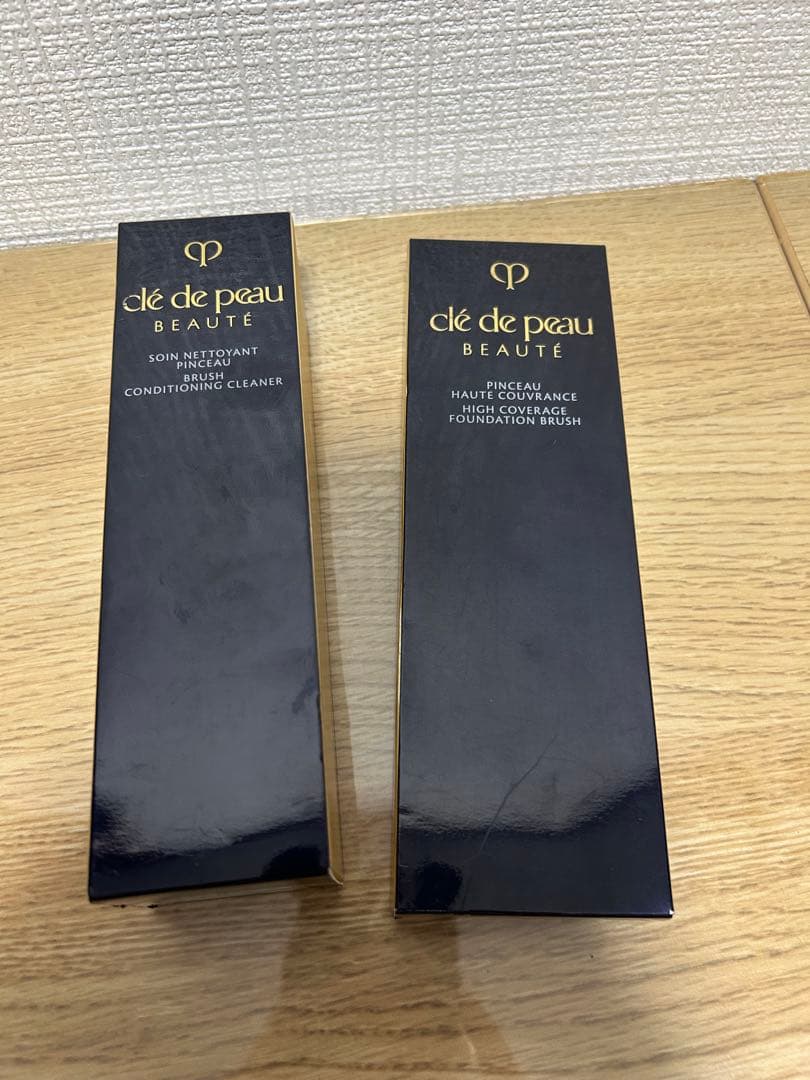 clé de peau
BEAUTÉ
SOIN NETTOYANT
PINCEAU
BRUSH
CONDITIONING CLEANER
clé de peau
BEAUTÉ
PINCEAU
HAUTE COUVRANCE
HIGH COVERAGE
FOUNDATION BRUSH